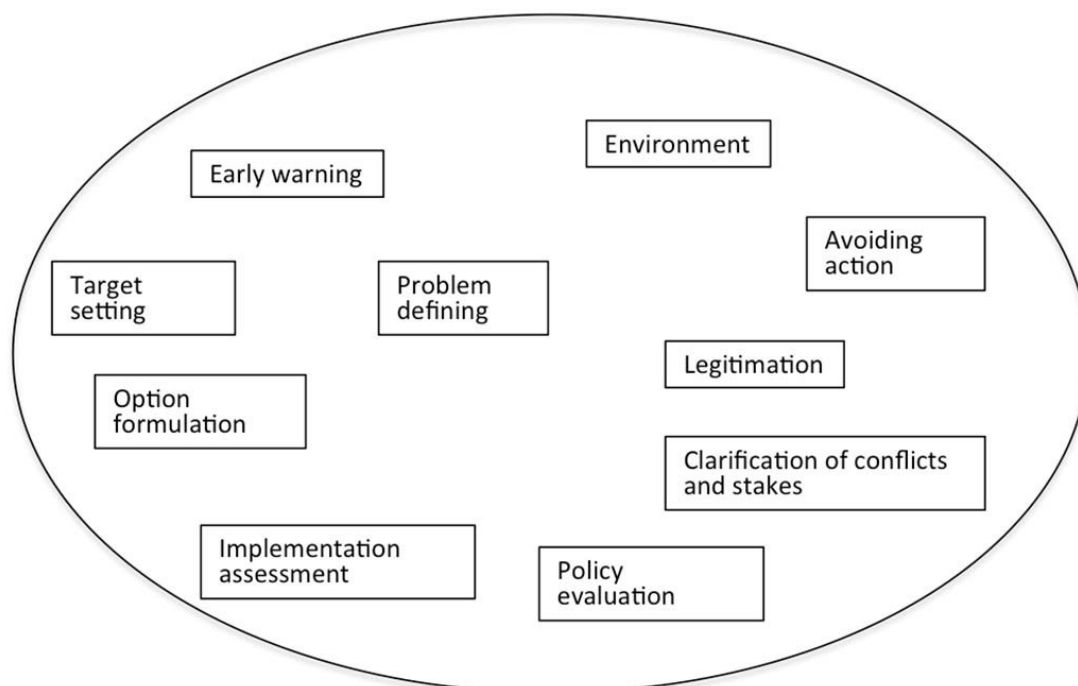 Environment
Early warning
Avoiding
action
Target
setting
Problem
defining
Legitimation
Option
formulation
Clarification of conflicts
and stakes
Implementation
assessment
Policy
evaluation